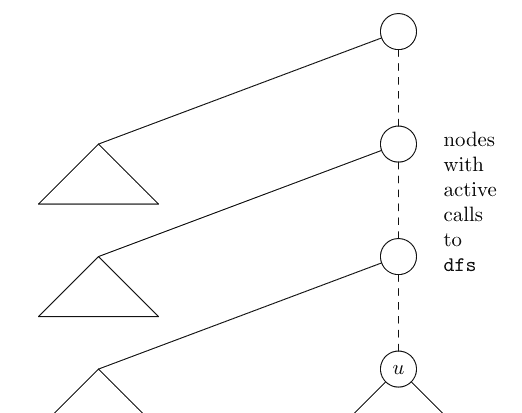 nodes
with
active
calls
to
dfs
u